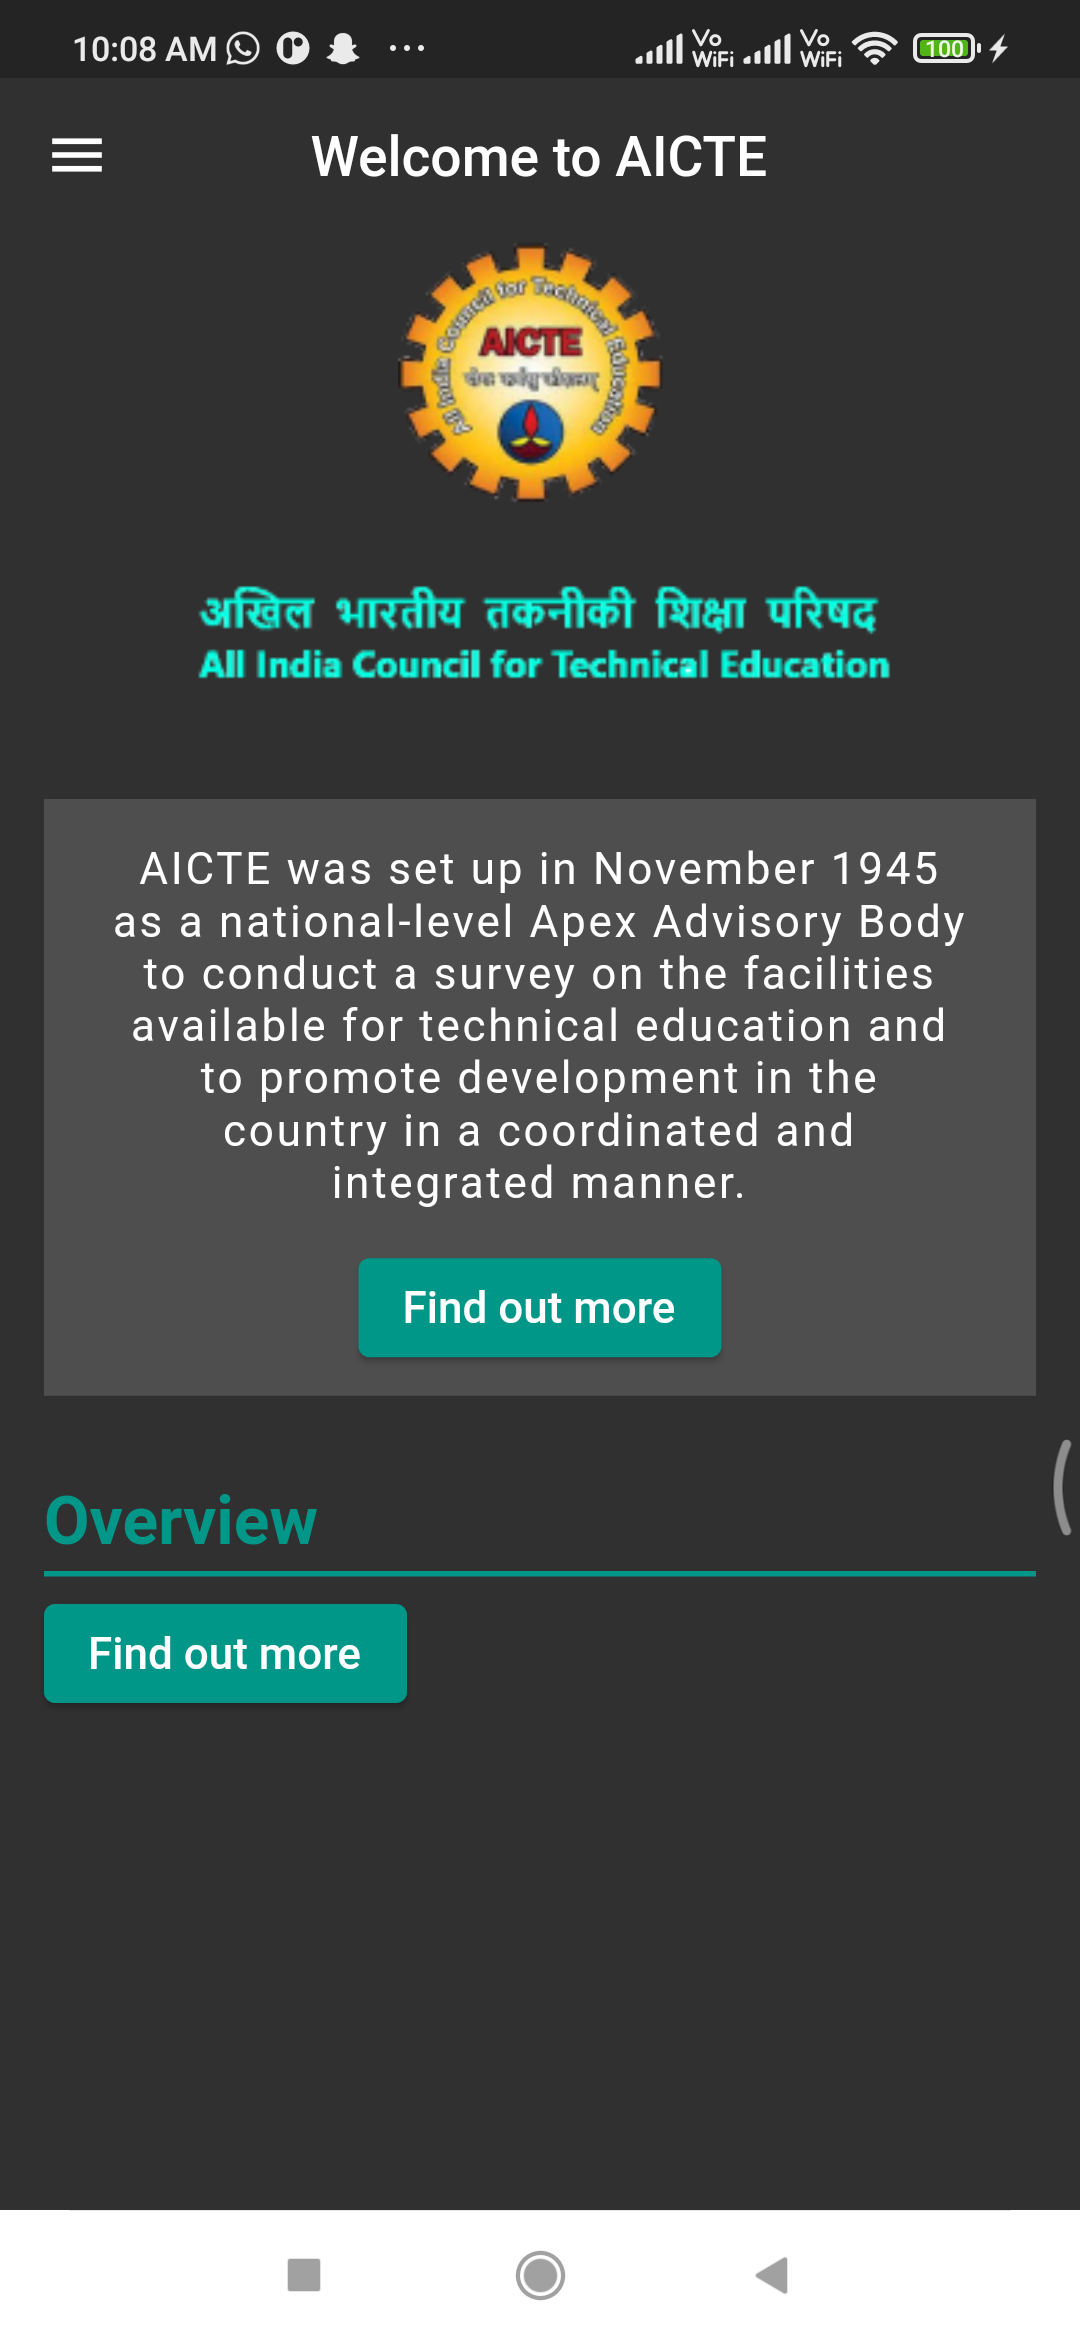 10:08 AM
Vo WiFi
Vo WiFi
100
Welcome to AICTE
All India Council for Technical Education
AICTE
अखिल भारतीय तकनीकी शिक्षा परिषद
All India Council for Technical Education
AICTE was set up in November 1945
as a national-level Apex Advisory Body
to conduct a survey on the facilities
available for technical education and
to promote development in the
country in a coordinated and
integrated manner.
Find out more
Overview
Find out more